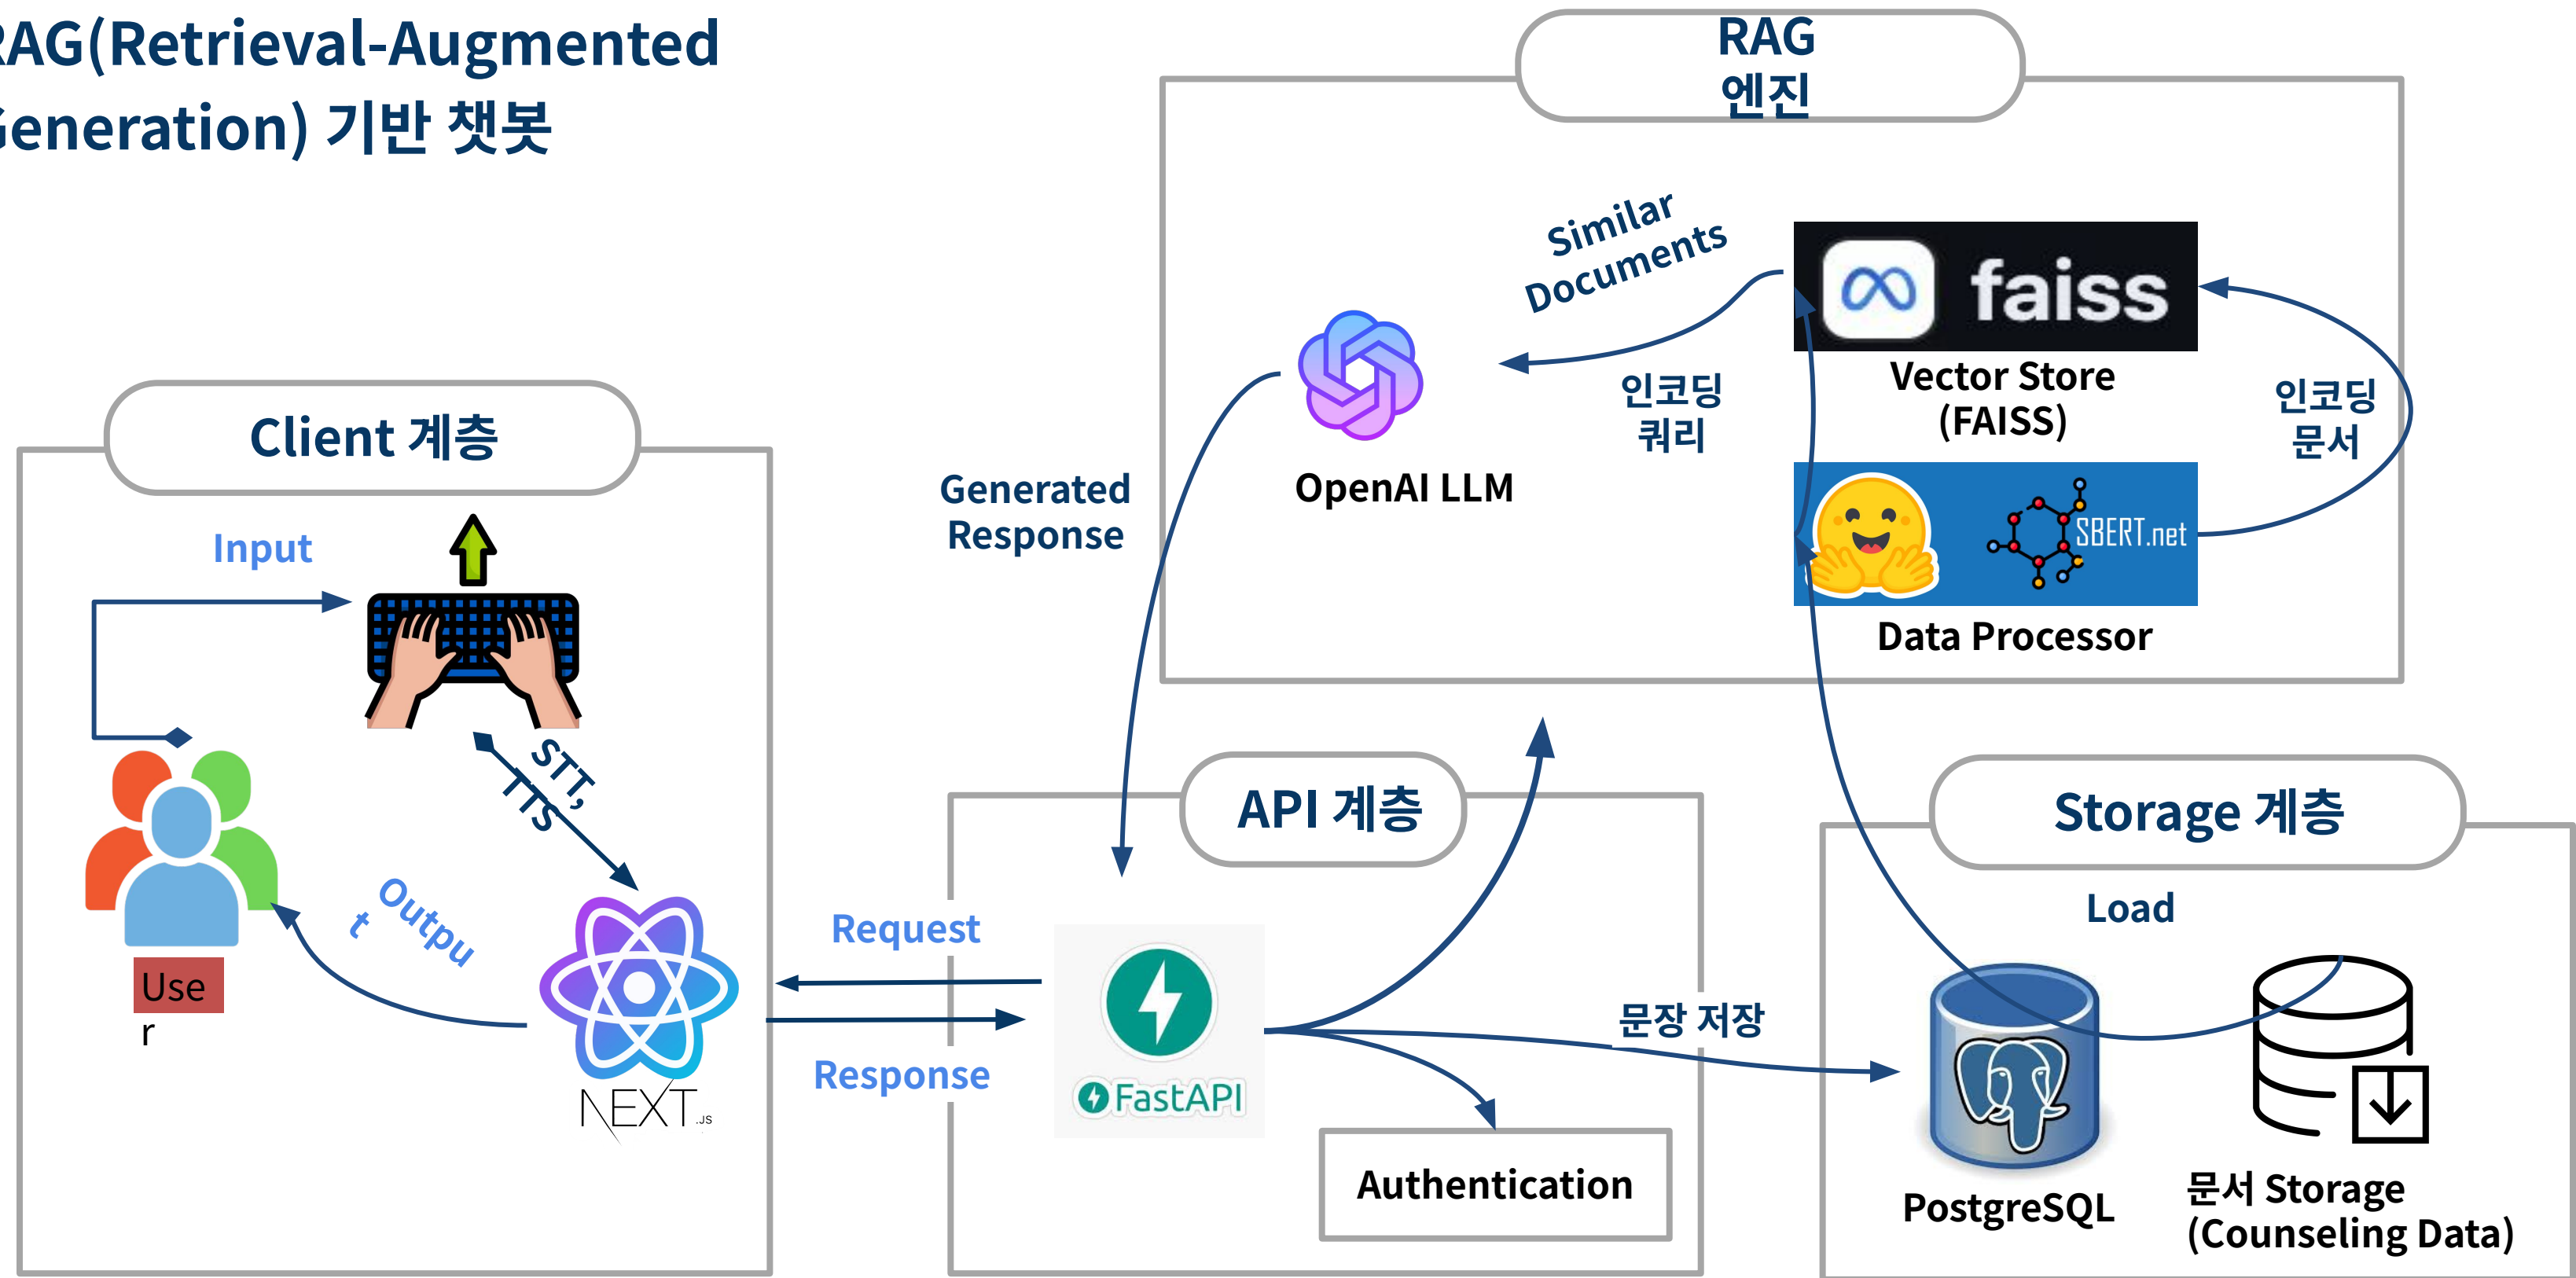 RAG(Retrieval-Augmented
Generation) 기반 챗봇
RAG
엔진
Similar
Documents
faiss
Vector Store
(FAISS)
인코딩
쿼리
인코딩
문서
OpenAI LLM
SBERT.net
Data Processor
Generated
Response
Client 계층
Input
STT,
TTS
Outpu
t
Use
r
NEXT.JS
Request
Response
API 계층
FastAPI
Authentication
문장 저장
Storage 계층
Load
PostgreSQL
문서 Storage
(Counseling Data)